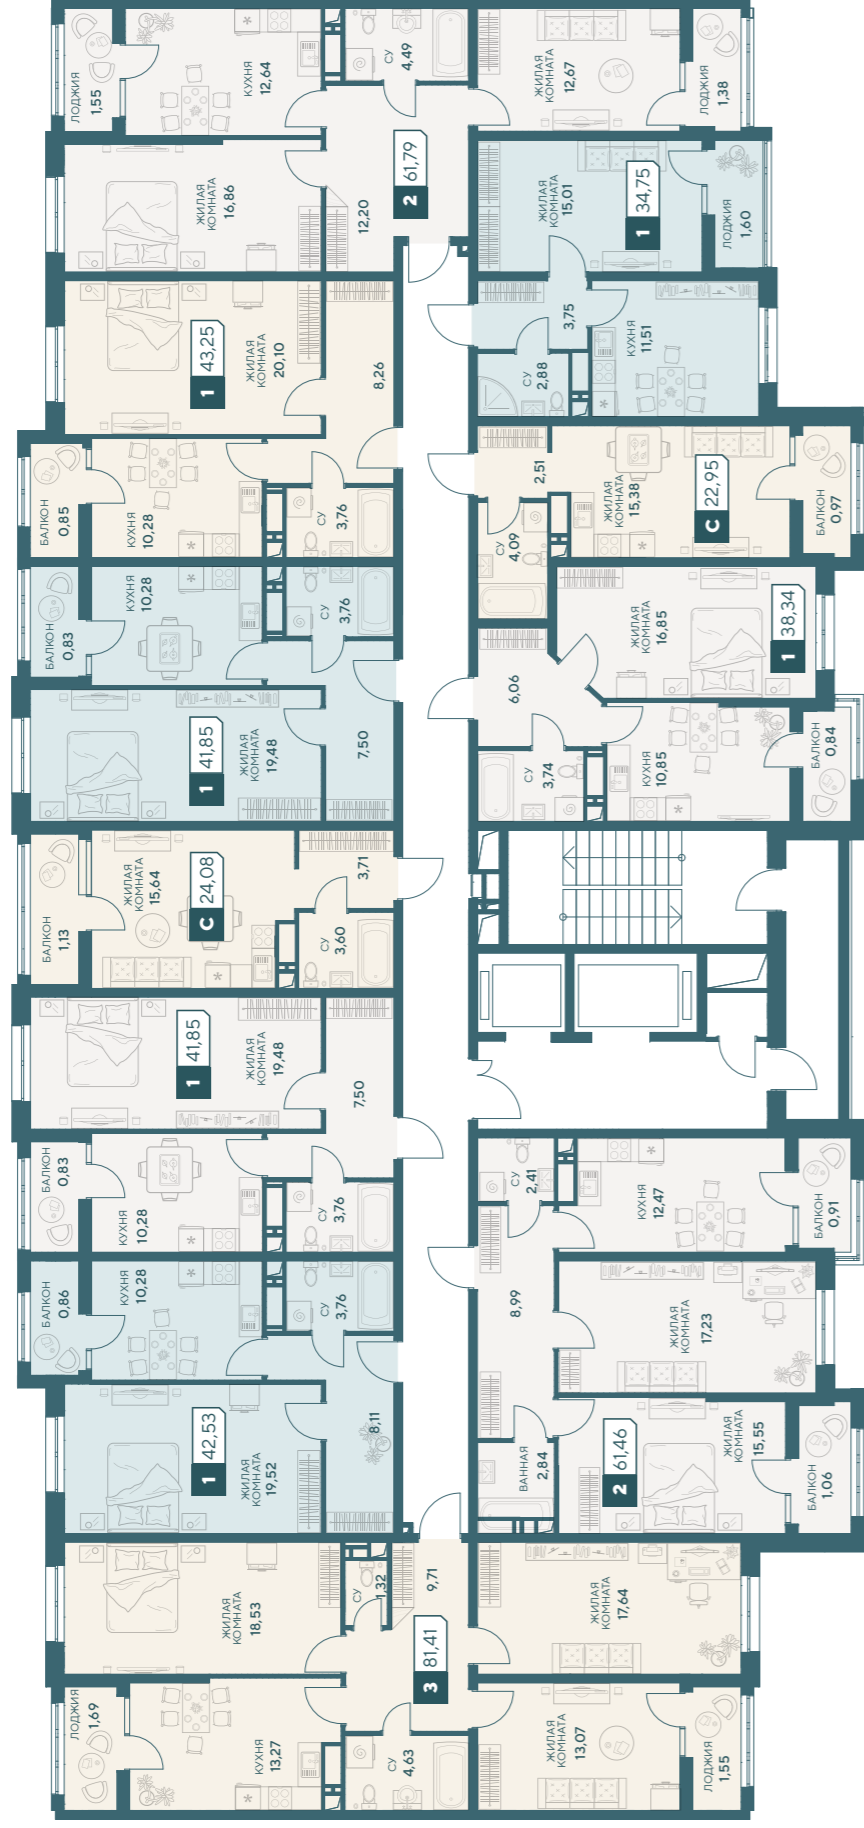 ЛОДЖИЯ
1,55
КУХНЯ
12,64
СУ
4,49
ЖИЛАЯ
КОМНАТА
12,67
ЛОДЖИЯ
1,38
ЖИЛАЯ
КОМНАТА
16,86
12,20
2
61,79
ЖИЛАЯ
КОМНАТА
15,01
1
34,75
ЛОДЖИЯ
1,60
3,75
КУХНЯ
11,51
СУ
2,88
1
43,25
ЖИЛАЯ
КОМНАТА
20,10
8,26
БАЛКОН
0,85
КУХНЯ
10,28
СУ
3,76
2,51
ЖИЛАЯ
КОМНАТА
15,38
С
22,95
БАЛКОН
0,97
СУ
4,09
БАЛКОН
0,83
КУХНЯ
10,28
СУ
3,76
ЖИЛАЯ
КОМНАТА
16,85
1
38,34
6,06
1
41,85
ЖИЛАЯ
КОМНАТА
19,48
7,50
СУ
3,74
КУХНЯ
10,85
БАЛКОН
0,84
БАЛКОН
1,13
ЖИЛАЯ
КОМНАТА
15,64
С
24,08
3,71
СУ
3,60
1
41,85
ЖИЛАЯ
КОМНАТА
19,48
7,50
БАЛКОН
0,83
КУХНЯ
10,28
СУ
3,76
СУ
2,41
КУХНЯ
12,47
БАЛКОН
0,91
БАЛКОН
0,86
КУХНЯ
10,28
СУ
3,76
8,99
ЖИЛАЯ
КОМНАТА
17,23
1
42,53
ЖИЛАЯ
КОМНАТА
19,52
8,11
ВАННАЯ
2,84
2
61,46
ЖИЛАЯ
КОМНАТА
15,55
БАЛКОН
1,06
ЖИЛАЯ
КОМНАТА
18,53
СУ
1,32
9,71
3
81,41
ЖИЛАЯ
КОМНАТА
17,64
ЛОДЖИЯ
1,69
КУХНЯ
13,27
СУ
4,63
ЖИЛАЯ
КОМНАТА
13,07
ЛОДЖИЯ
1,55